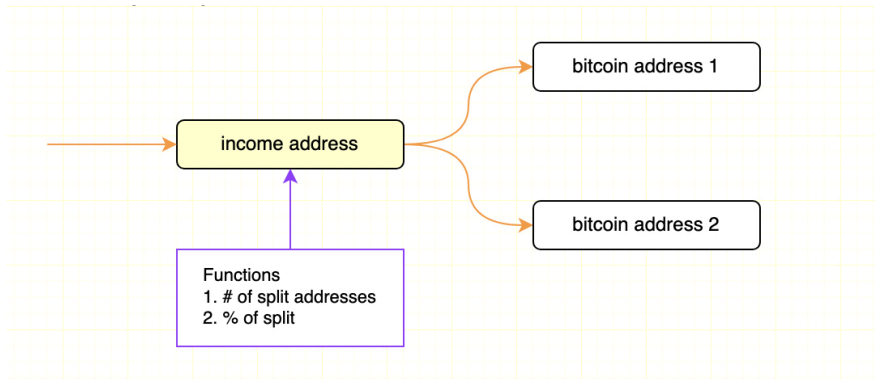 bitcoin address 1
income address
bitcoin address 2
Functions
1. # of split addresses
2. % of split